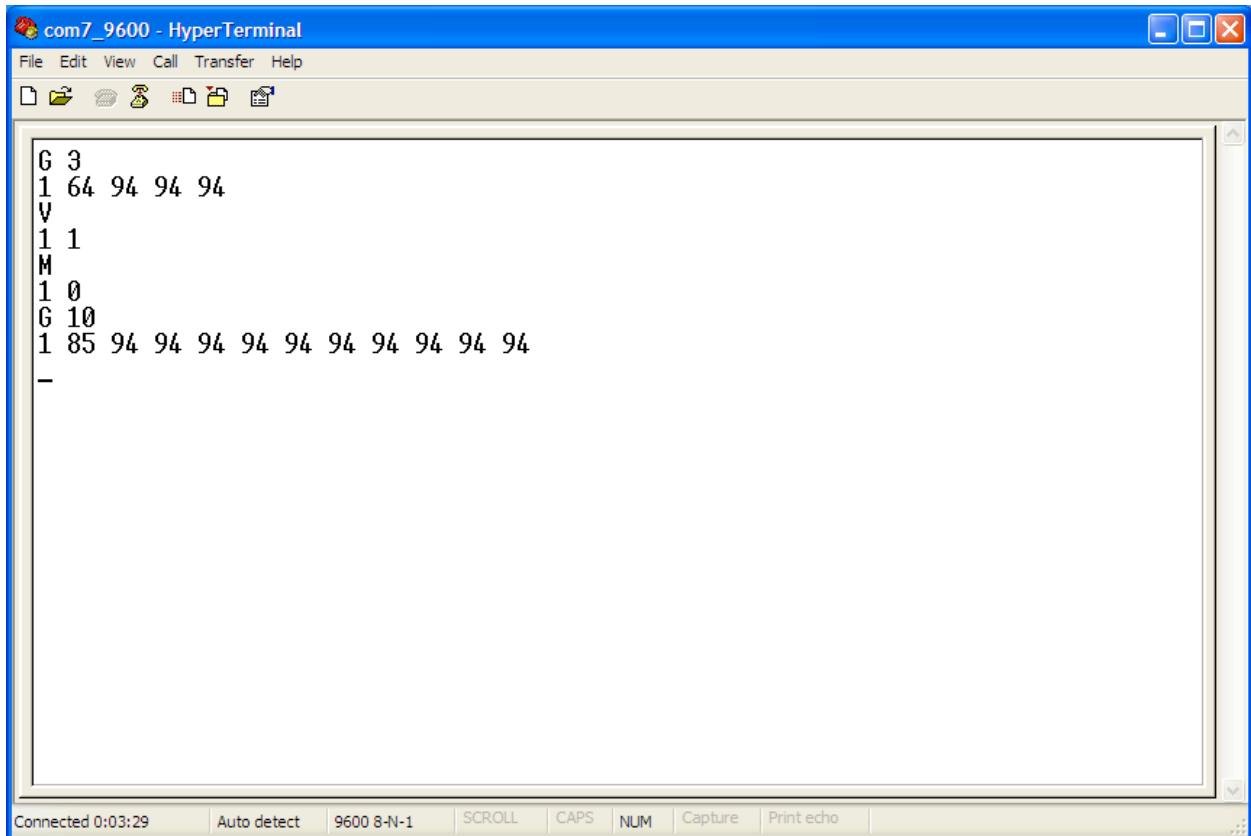 com7_9600 - HyperTerminal
File Edit View Call Transfer Help
G 3
1 64 94 94 94
V
1 1
M
1 0
G 10
1 85 94 94 94 94 94 94 94 94 94 94
_
Connected 0:03:29 Auto detect 9600 8-N-1 SCROLL CAPS NUM Capture Print echo